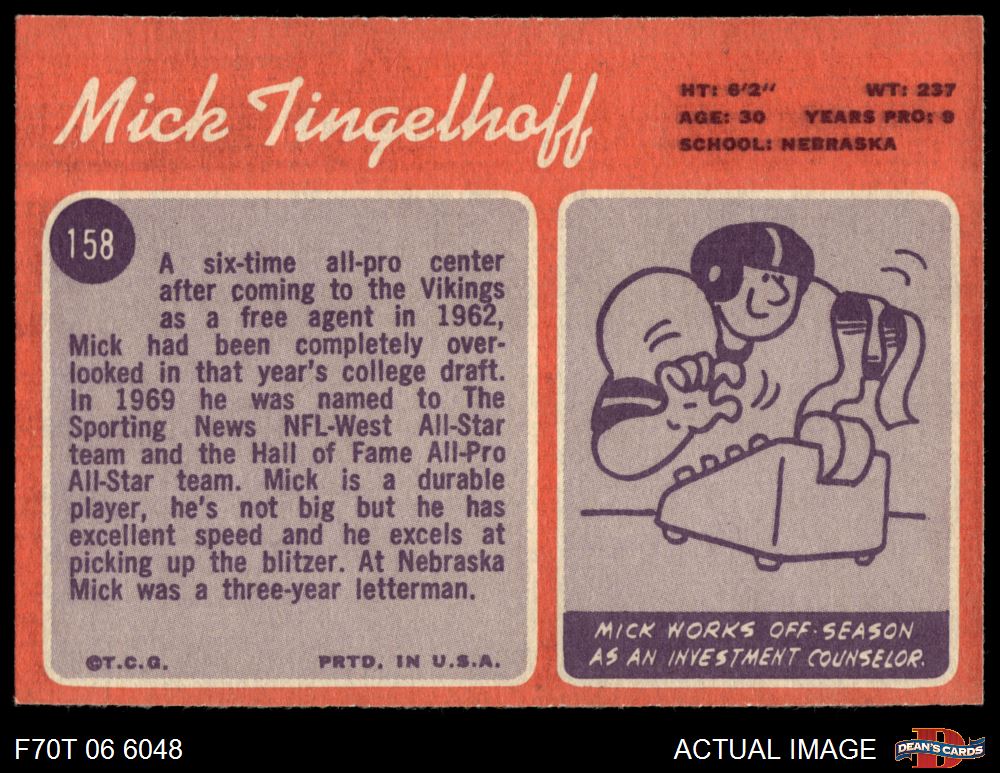 Mick Tingelhoff
HT: 6'2" WT: 237
AGE: 30 YEARS PRO: 9
SCHOOL: NEBRASKA
158
A six-time all-pro center
after coming to the Vikings
as a free agent in 1962,
Mick had been completely over-
looked in that year's college draft.
In 1969 he was named to The
Sporting News NFL-West All-Star
team and the Hall of Fame All-Pro
All-Star team. Mick is a durable
player, he's not big but he has
excellent speed and he excels at
picking up the blitzer. At Nebraska
Mick was a three-year letterman.
©T.C.G. PRTD. IN U.S.A.
MICK WORKS OFF-SEASON
AS AN INVESTMENT COUNSELOR.
F70T 06 6048 ACTUAL IMAGE
D
DEAN'S CARDS